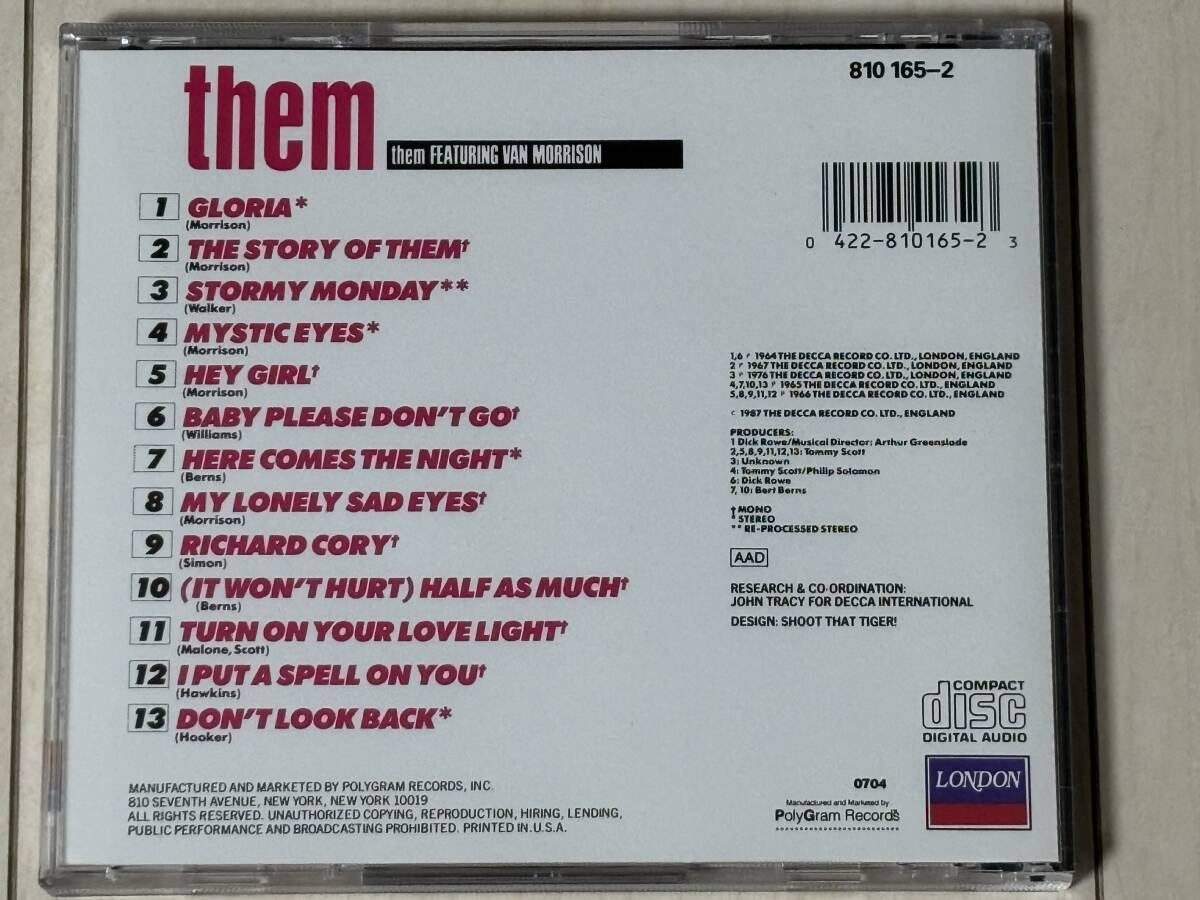 them
them FEATURING VAN MORRISON
810 165-2
0 422-810165-2 3
1 GLORIA*
(Morrison)
2 THE STORY OF THEM†
(Morrison)
3 STORMY MONDAY**
(Walker)
4 MYSTIC EYES*
(Morrison)
5 HEY GIRL†
(Morrison)
6 BABY PLEASE DON'T GO†
(Williams)
7 HERE COMES THE NIGHT*
(Berns)
8 MY LONELY SAD EYES†
(Morrison)
9 RICHARD CORY†
(Simon)
10 (IT WON'T HURT) HALF AS MUCH†
(Berns)
11 TURN ON YOUR LOVE LIGHT†
(Malone, Scott)
12 I PUT A SPELL ON YOU†
(Hawkins)
13 DON'T LOOK BACK*
(Hooker)
1,6 ℗ 1964 THE DECCA RECORD CO. LTD., LONDON, ENGLAND
2 ℗ 1967 THE DECCA RECORD CO. LTD., LONDON, ENGLAND
3 ℗ 1976 THE DECCA RECORD CO. LTD., LONDON, ENGLAND
4,7,10,13 ℗ 1965 THE DECCA RECORD CO. LTD., ENGLAND
5,8,9,11,12 ℗ 1966 THE DECCA RECORD CO. LTD., ENGLAND
© 1987 THE DECCA RECORD CO. LTD., ENGLAND
PRODUCERS:
1 Dick Rowe/Musical Director: Arthur Greenslade
2,5,8,9,11,12,13: Tommy Scott
3: Unknown
4: Tommy Scott/Philip Solomon
6: Dick Rowe
7, 10: Bert Berns
† MONO
* STEREO
** RE-PROCESSED STEREO
AAD
RESEARCH & CO-ORDINATION:
JOHN TRACY FOR DECCA INTERNATIONAL
DESIGN: SHOOT THAT TIGER!
COMPACT
disc
DIGITAL AUDIO
MANUFACTURED AND MARKETED BY POLYGRAM RECORDS, INC.
810 SEVENTH AVENUE, NEW YORK, NEW YORK 10019
ALL RIGHTS RESERVED. UNAUTHORIZED COPYING, REPRODUCTION, HIRING, LENDING,
PUBLIC PERFORMANCE AND BROADCASTING PROHIBITED. PRINTED IN U.S.A.
0704
Manufactured and Marketed by
PolyGram Records
LONDON